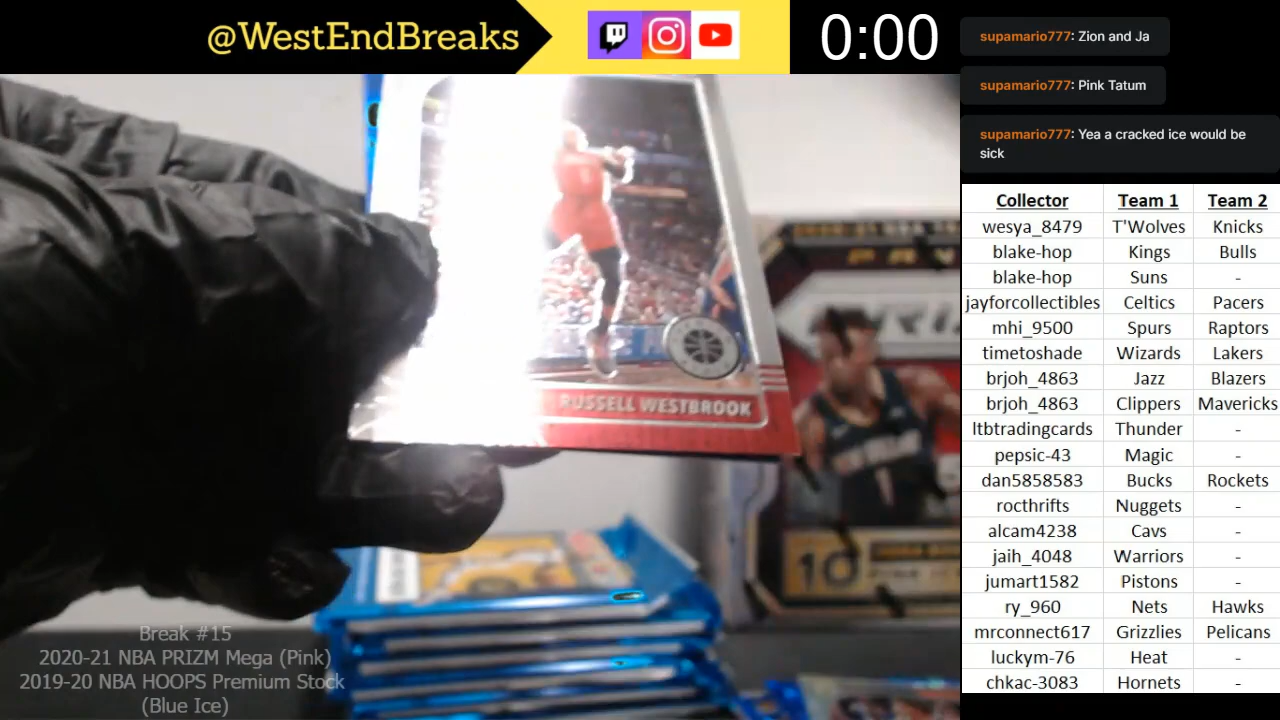 @WestEndBreaks
0:00
supamario777: Zion and Ja
supamario777: Pink Tatum
supamario777: Yea a cracked ice would be
sick
Collector Team 1 Team 2
wesya_8479 T'Wolves Knicks
blake-hop Kings Bulls
blake-hop Suns -
jayforcollectibles Celtics Pacers
mhi_9500 Spurs Raptors
timetoshade Wizards Lakers
brjoh_4863 Jazz Blazers
brjoh_4863 Clippers Mavericks
ltbtradingcards Thunder -
pepsic-43 Magic -
dan5858583 Bucks Rockets
rocthrifts Nuggets -
alcam4238 Cavs -
jaih_4048 Warriors -
jumart1582 Pistons -
ry_960 Nets Hawks
mrconnect617 Grizzlies Pelicans
luckym-76 Heat -
chkac-3083 Hornets -
RUSSELL WESTBROOK
10
Break #15
2020-21 NBA PRIZM Mega (Pink)
2019-20 NBA HOOPS Premium Stock
(Blue Ice)